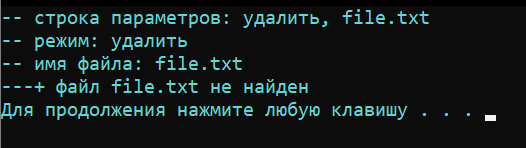 -- строка параметров: удалить, file.txt
-- режим: удалить
-- имя файла: file.txt
---+ файл file.txt не найден
Для продолжения нажмите любую клавишу . . .